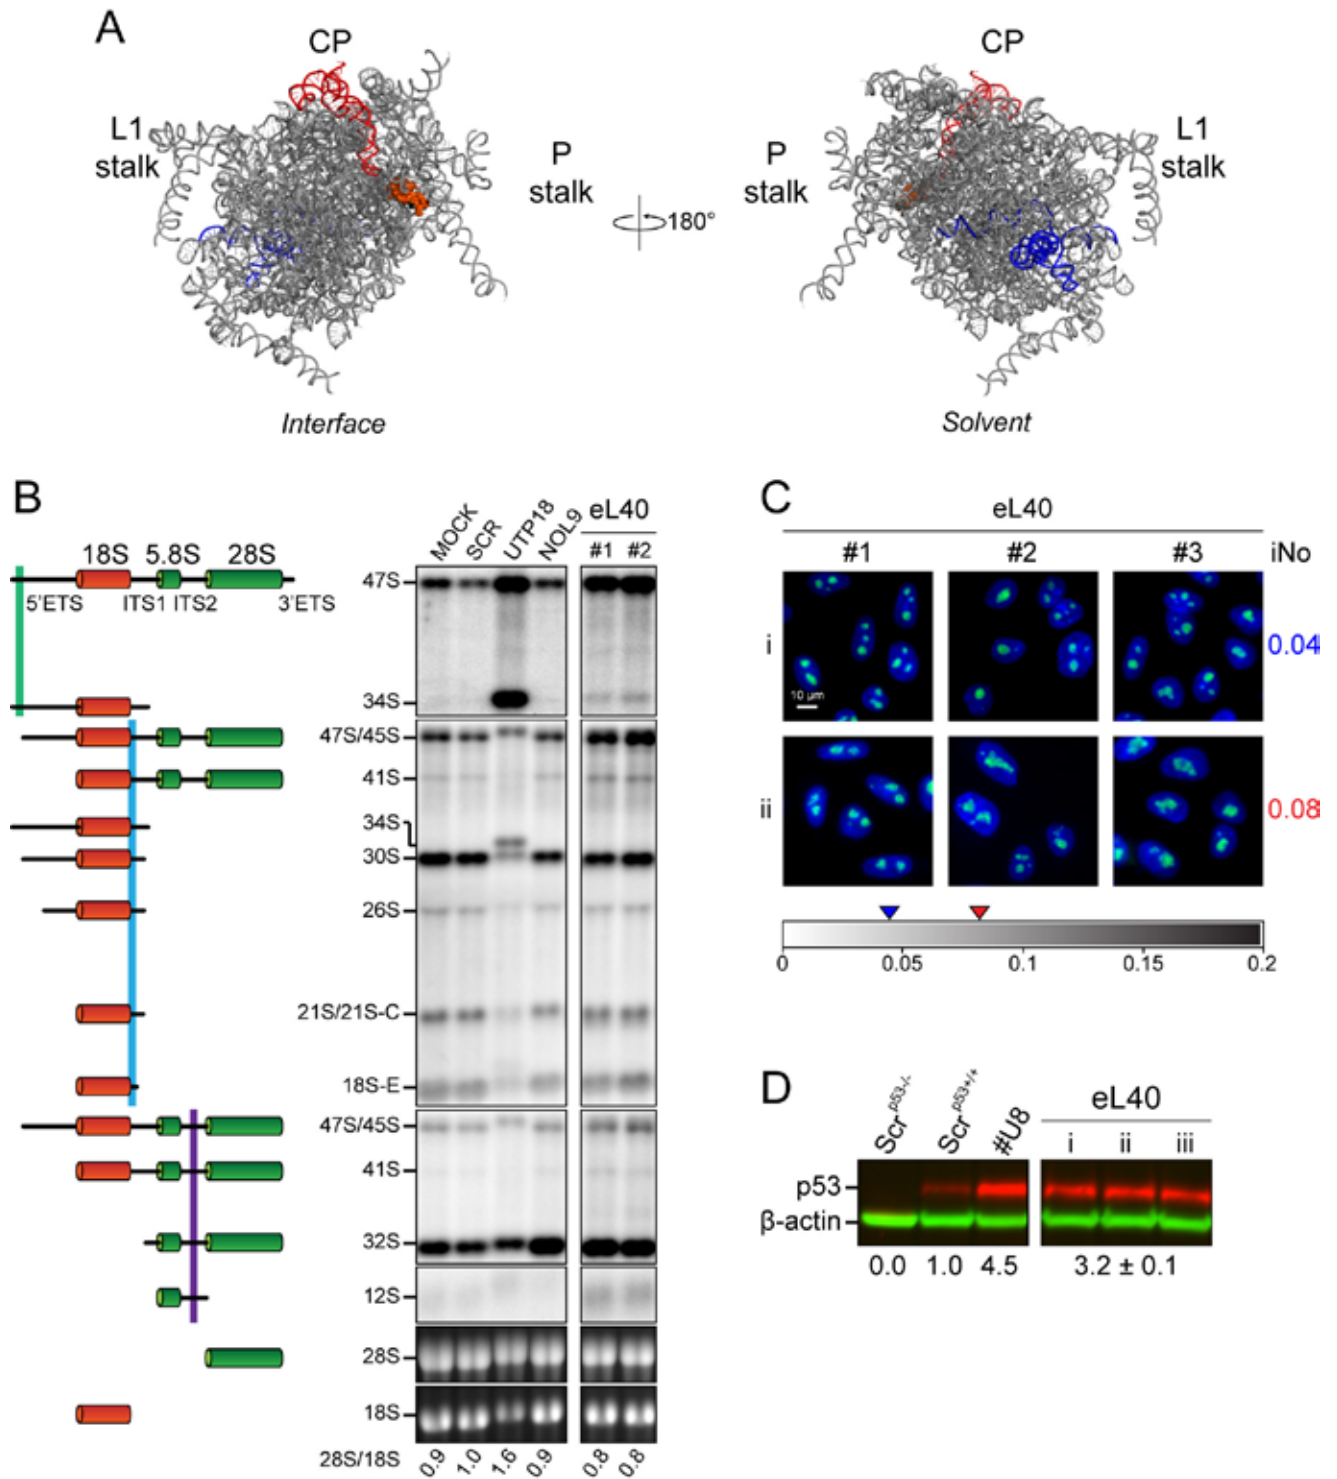 A
CP
CP
L1
stalk
P
stalk
180°
P
stalk
L1
stalk
Interface
Solvent
B
MOCK
SCR
UTP18
NOL9
eL40
#1 #2
18S 5.8S 28S
5'ETS ITS1 ITS2 3'ETS
47S
34S
47S/45S
41S
34S
30S
26S
21S/21S-C
18S-E
47S/45S
41S
32S
12S
28S
18S
28S/18S 0.9 1.0 1.6 0.9 0.8 0.8
C
eL40
#1 #2 #3 iNo
i 0.04
10 µm
ii 0.08
0 0.05 0.1 0.15 0.2
D
Scr p53-/-
Scr p53+/+
#U8
eL40
i ii iii
p53
β-actin
0.0 1.0 4.5 3.2 ± 0.1